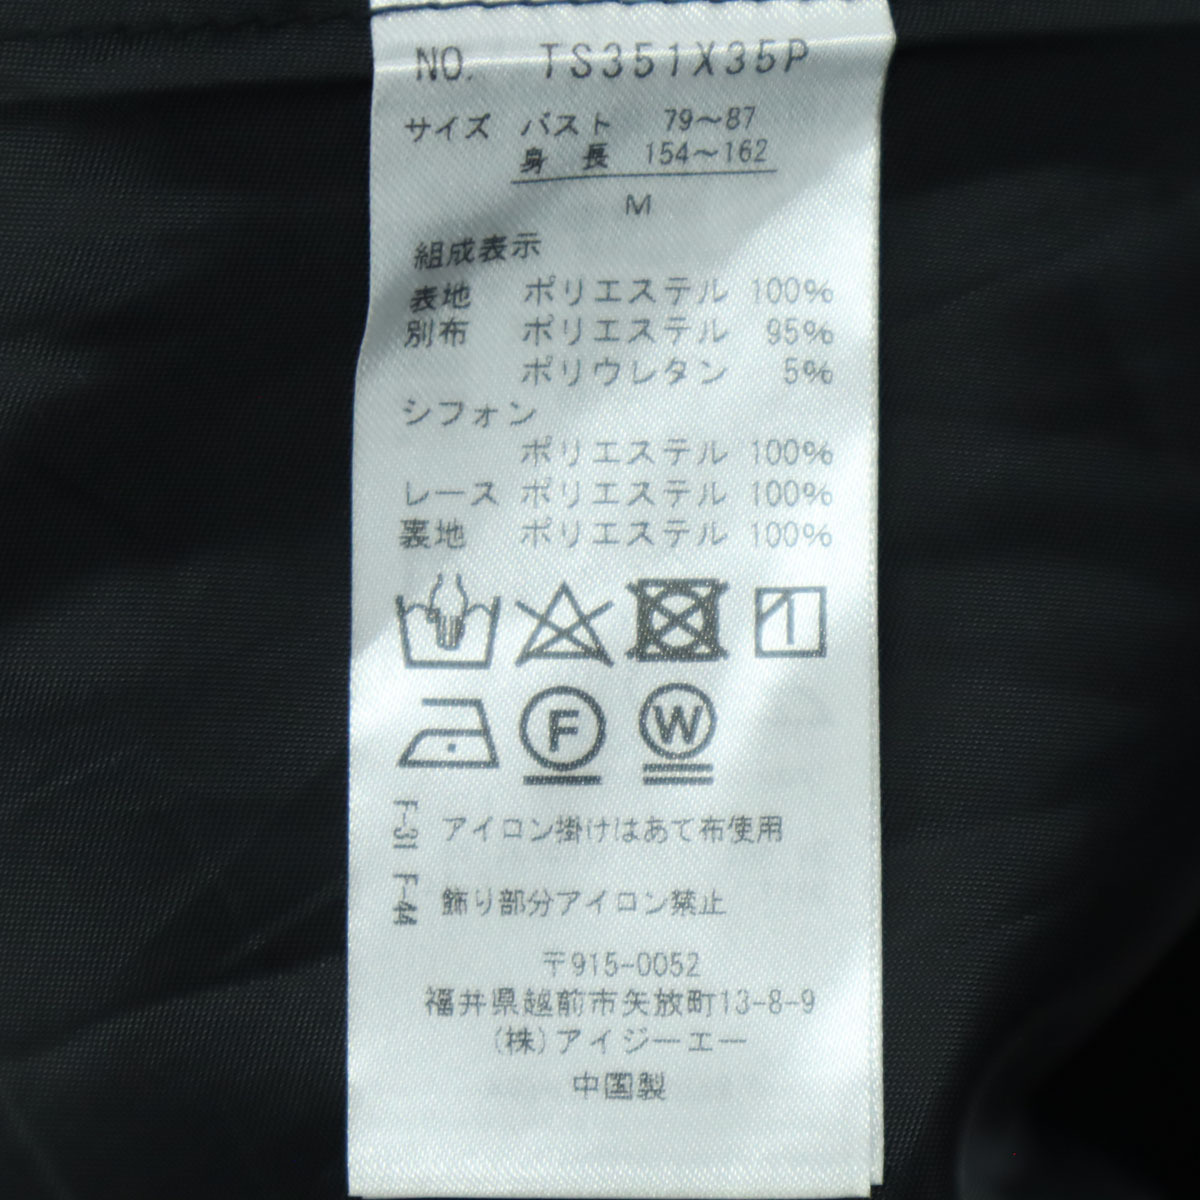 NO. TS351X35P
サイズ バスト 79～87
身 長 154～162
M
組成表示
表地 ポリエステル 100%
別布 ポリエステル 95%
ポリウレタン 5%
シフォン
ポリエステル 100%
レース ポリエステル 100%
裏地 ポリエステル 100%
F
W
F-31 アイロン掛けはあて布使用
F-44 飾り部分アイロン禁止
〒915-0052
福井県越前市矢放町13-8-9
(株)アイジーエー
中国製